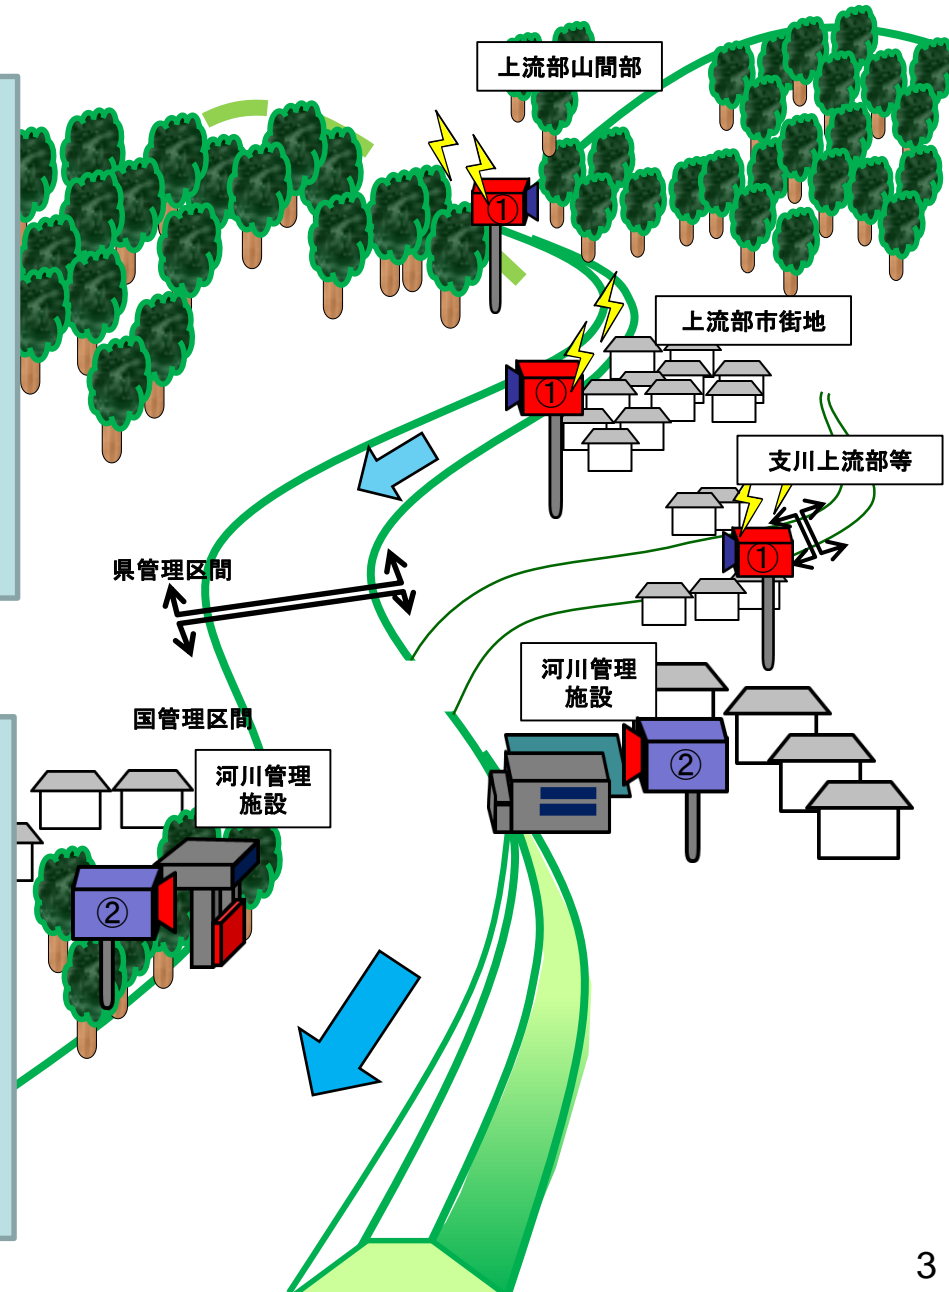 上流部山間部
①
上流部市街地
①
支川上流部等
①
県管理区間
河川管理
施設
②
国管理区間
河川管理
施設
②
3